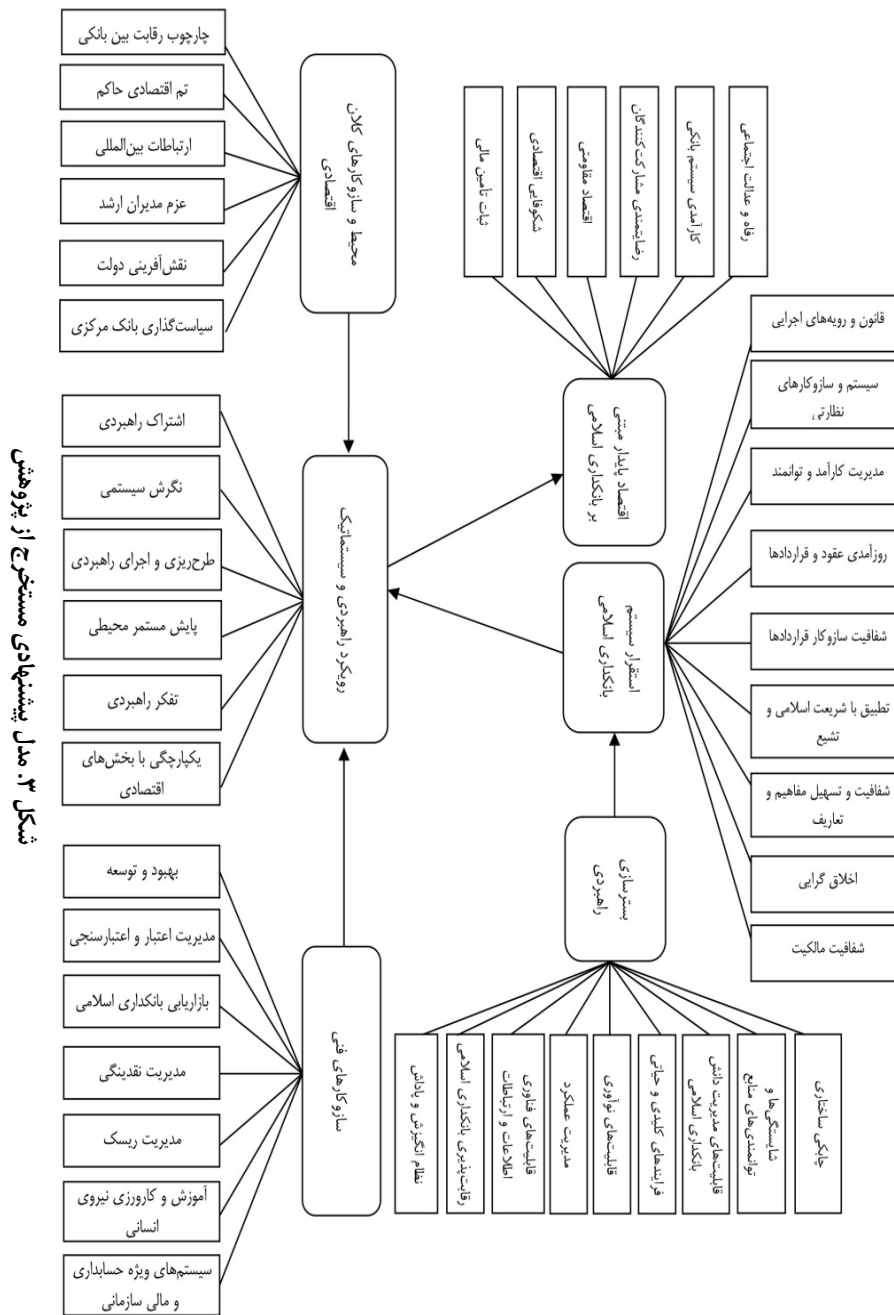 چارچوب رقابت بین بانکی
تم اقتصادی حاکم
ارتباطات بین‌المللی
عزم مدیران ارشد
نقش‌آفرینی دولت
سیاست‌گذاری بانک مرکزی
محیط و سازوکارهای کلان
اقتصادی
رفاه و عدالت اجتماعی
کارآمدی سیستم بانکی
رضایتمندی مشارکت‌کنندگان
اقتصاد مقاومتی
شکوفایی اقتصادی
ثبات تأمین مالی
اقتصاد پایدار مبتنی
بر بانکداری اسلامی
قانون و رویه‌های اجرایی
سیستم و سازوکارهای
نظارتی
مدیریت کارآمد و توانمند
روزآمدی عقود و قراردادها
شفافیت سازوکار قراردادها
تطبیق با شریعت اسلامی و
تشیع
شفافیت و تسهیل مفاهیم و
تعاریف
اخلاق گرایی
شفافیت مالکیت
استقرار سیستم
بانکداری اسلامی
اشتراک راهبردی
نگرش سیستمی
طرح‌ریزی و اجرای راهبردی
پایش مستمر محیطی
تفکر راهبردی
یکپارچگی با بخش‌های
اقتصادی
رویکرد راهبردی و سیستماتیک
بسترسازی
راهبردی
چابکی ساختاری
شایستگی‌ها و
توانمندی‌های منابع
قابلیت‌های مدیریت دانش
بانکداری اسلامی
فرایندهای کلیدی و حیاتی
قابلیت‌های نوآوری
مدیریت عملکرد
قابلیت‌های فناوری
اطلاعات و ارتباطات
رقابت‌پذیری بانکداری اسلامی
نظام انگیزش و پاداش
سازوکارهای فنی
بهبود و توسعه
مدیریت اعتبار و اعتبارسنجی
بازاریابی بانکداری اسلامی
مدیریت نقدینگی
مدیریت ریسک
آموزش و کارورزی نیروی
انسانی
سیستم‌های ویژه حسابداری
و مالی سازمانی
شکل ۳. مدل پیشنهادی مستخرج از پژوهش